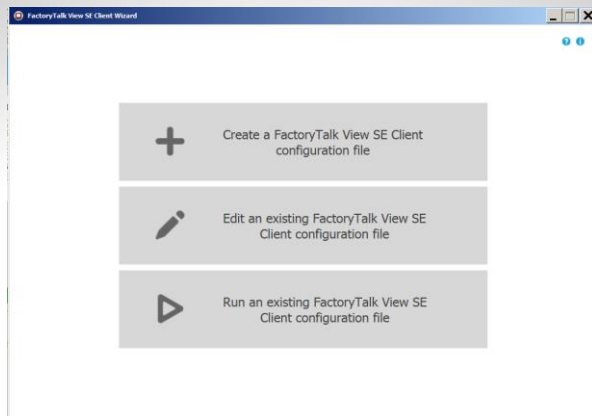 FactoryTalk View SE Client Wizard
Create a FactoryTalk View SE Client
configuration file
Edit an existing FactoryTalk View SE
Client configuration file
Run an existing FactoryTalk View SE
Client configuration file